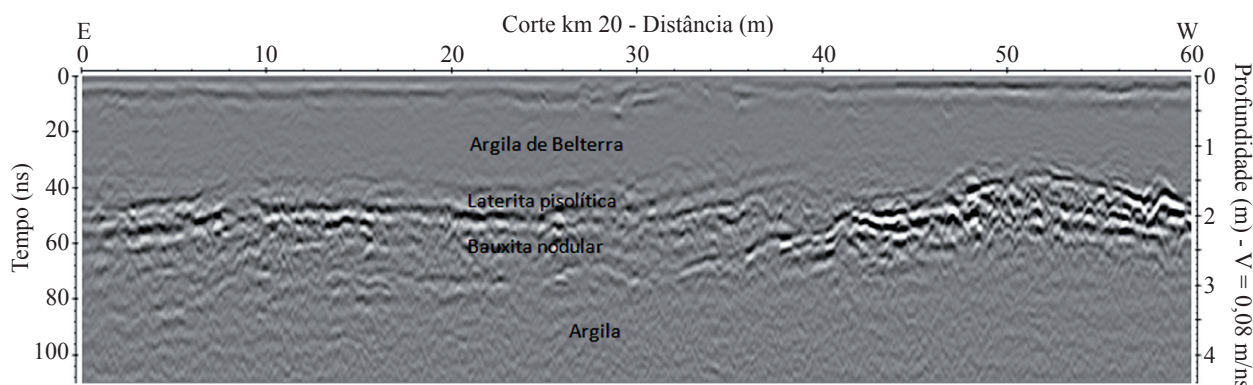 Corte km 20 - Distância (m)
E W
0 10 20 30 40 50 60
Tempo (ns)
0
20
40
60
80
100
Argila de Belterra
Laterita pisolítica
Bauxita nodular
Argila
0
1
2
3
4
Profundidade (m) - V = 0,08 m/ns